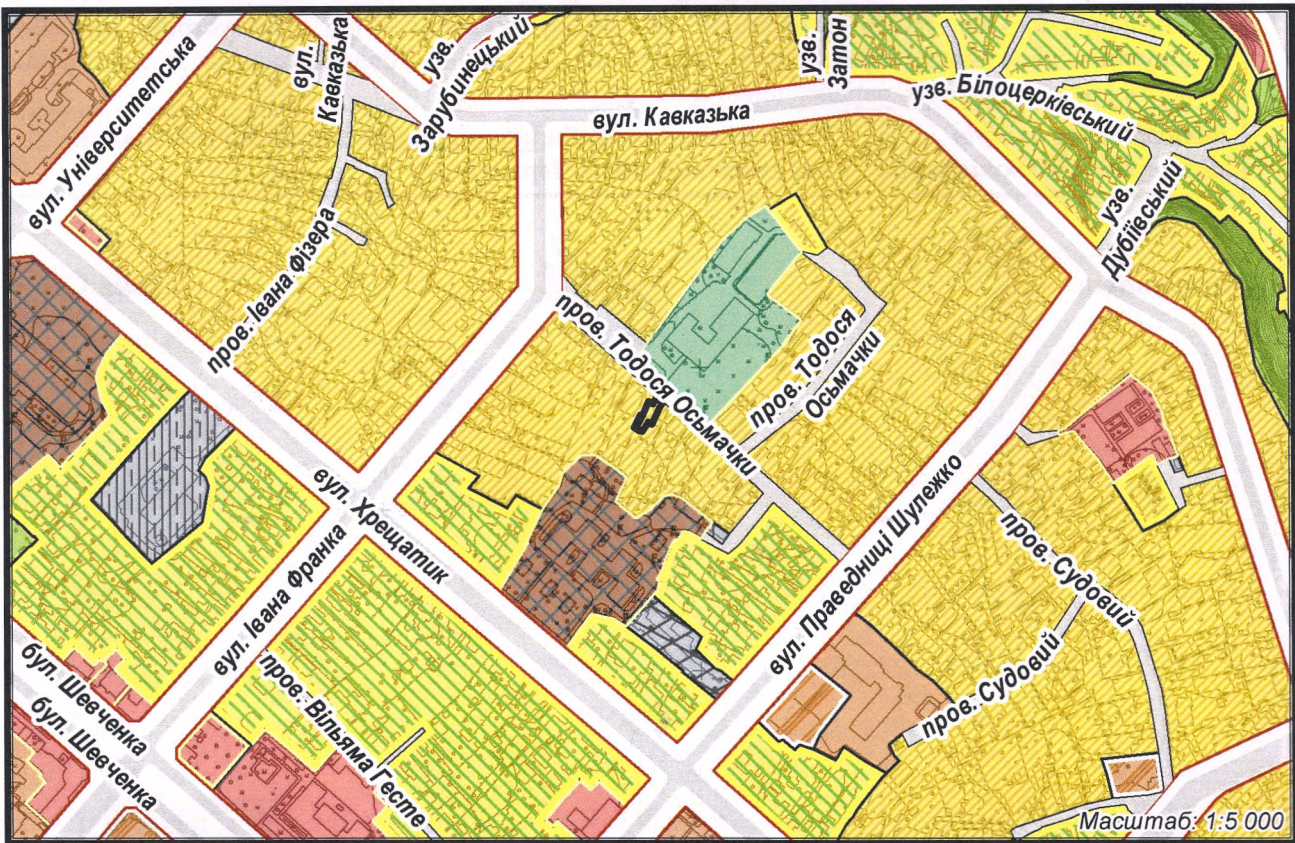 вул. Університетська
вул.
Кавказька
узв.
Зарубинецький
узв.
Затон
вул. Кавказька
узв. Білоцерківський
узв.
Дубіївський
пров. Івана Фізера
пров. Тодося Осьмачки
пров. Тодося
Осьмачки
вул. Хрещатик
вул. Івана Франка
вул. Праведниці Шулежко
пров. Судовий
пров. Судовий
бул. Шевченка
бул. Шевченка
пров. Вільяма Гесте
Масштаб: 1:5 000